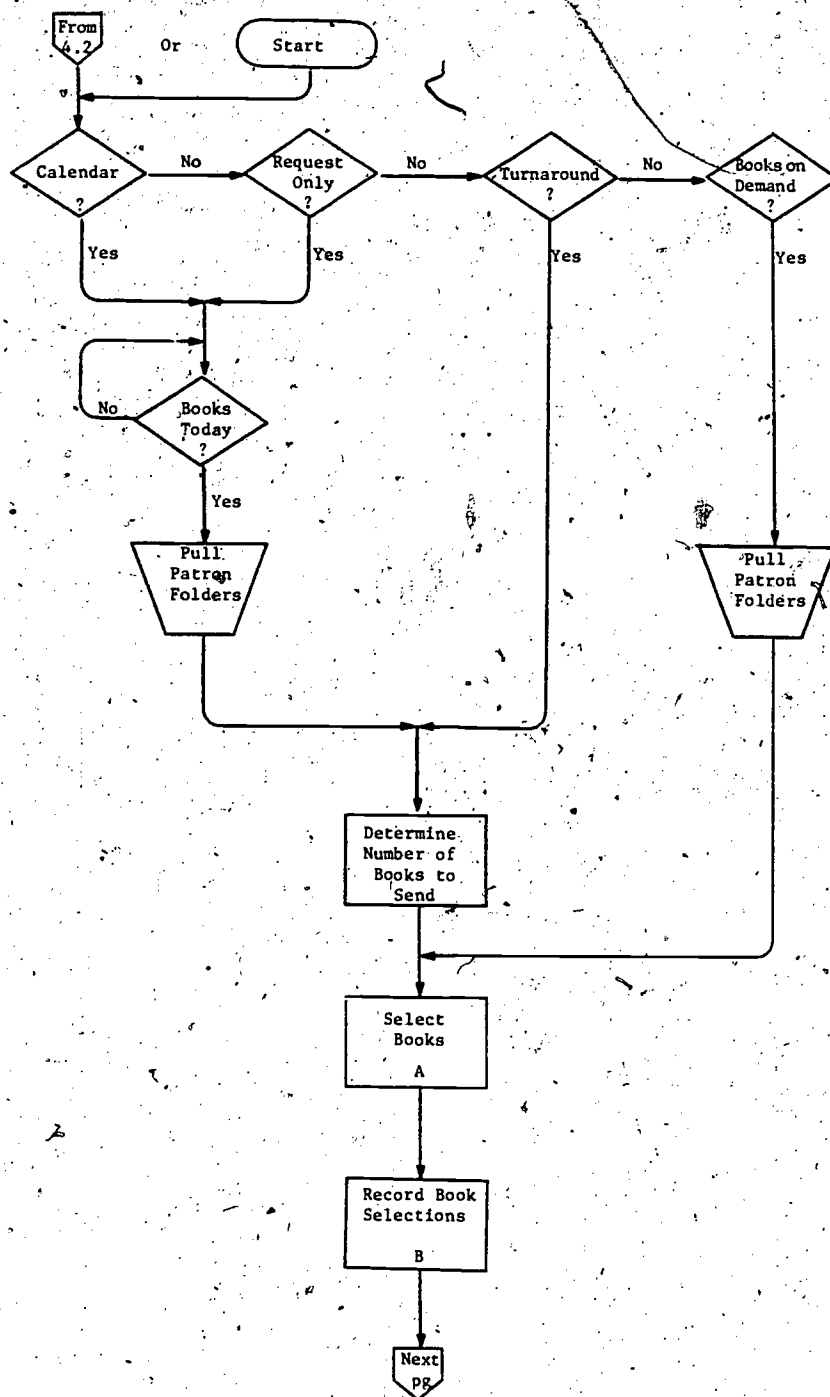 From
4.2
Or
Start
Calendar
?
No
Request
Only
?
No
Turnaround
?
No
Books on
Demand
?
Yes
Yes
Yes
Yes
No
Books
Today
?
Yes
Pull
Patron
Folders
Pull
Patron
Folders
Determine
Number of
Books to
Send
Select
Books
A
Record Book
Selections
B
Next
pg